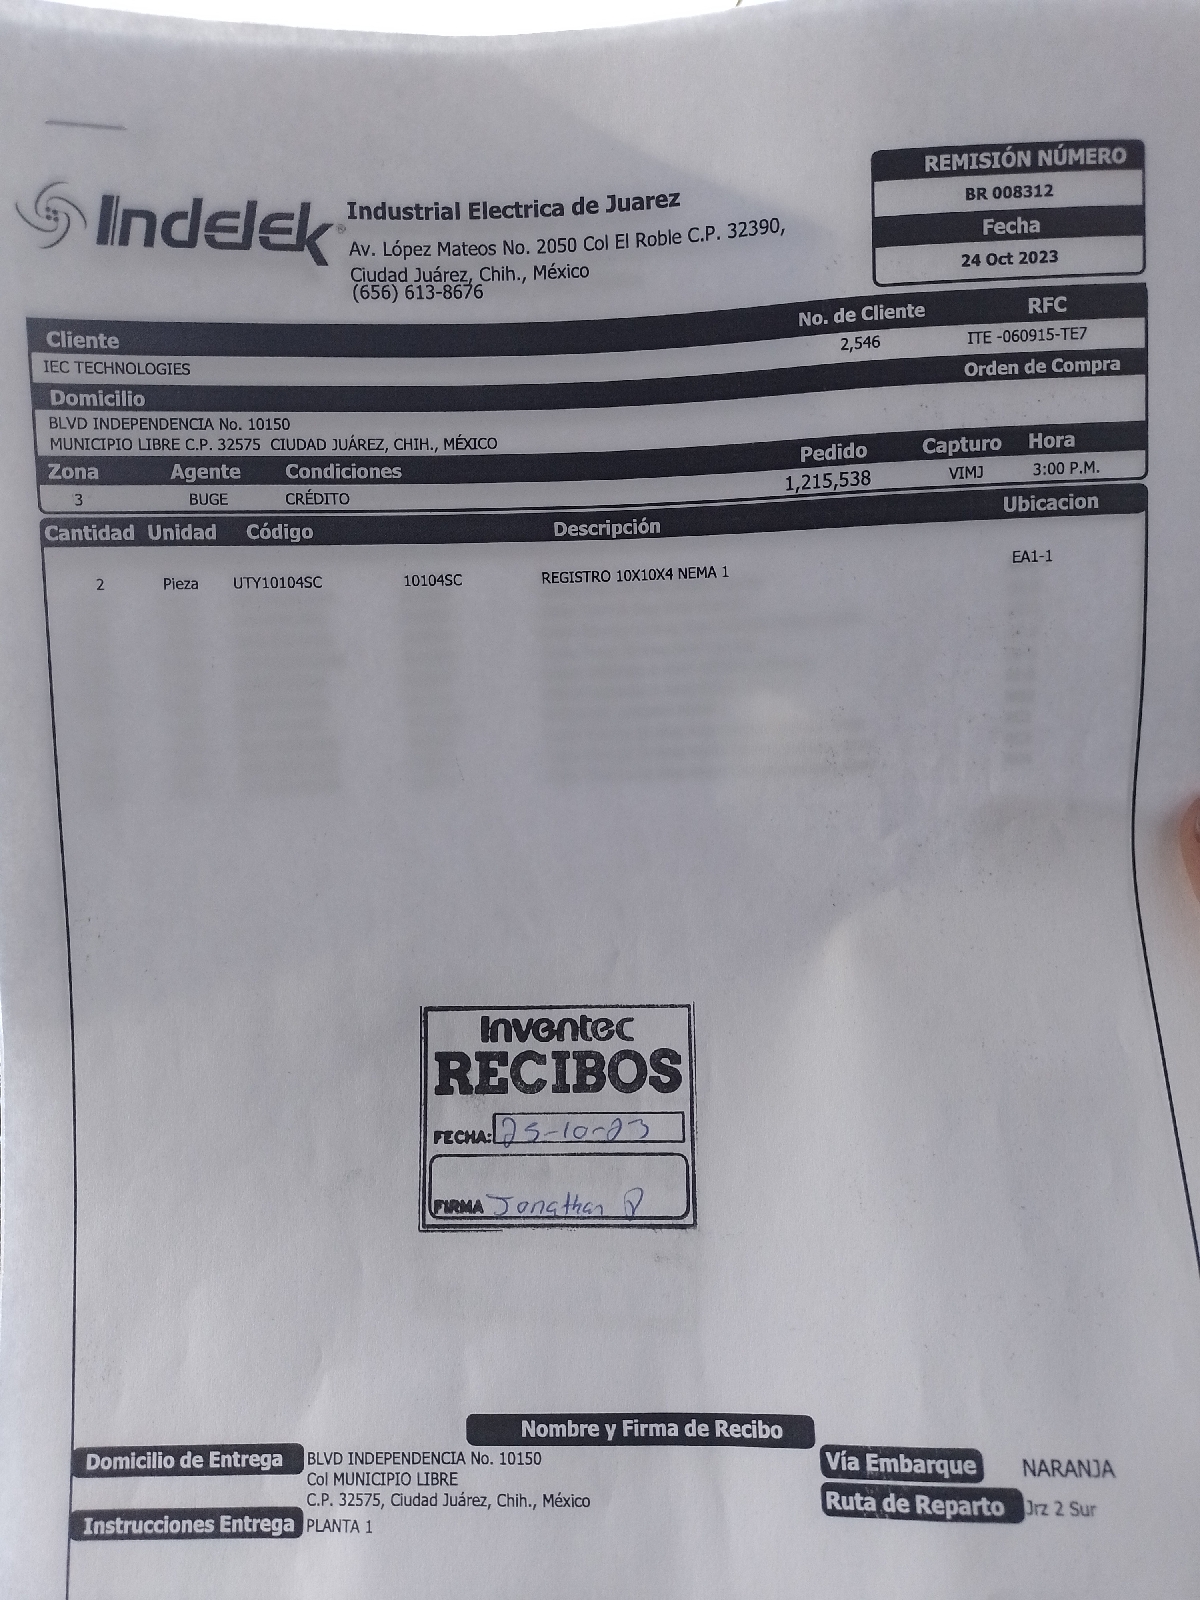 Indelek®
Industrial Electrica de Juarez
Av. López Mateos No. 2050 Col El Roble C.P. 32390,
Ciudad Juárez, Chih., México
(656) 613-8676
REMISIÓN NÚMERO
BR 008312
Fecha
24 Oct 2023
Cliente No. de Cliente RFC
IEC TECHNOLOGIES 2,546 ITE -060915-TE7
Domicilio Orden de Compra
BLVD INDEPENDENCIA No. 10150
MUNICIPIO LIBRE C.P. 32575 CIUDAD JUÁREZ, CHIH., MÉXICO
Zona Agente Condiciones Pedido Capturo Hora
3 BUGE CRÉDITO 1,215,538 VIMJ 3:00 P.M.
Cantidad Unidad Código Descripción Ubicacion
2 Pieza UTY10104SC 10104SC REGISTRO 10X10X4 NEMA 1 EA1-1
Inventec
RECIBOS
FECHA: 25-10-23
FIRMA Jonathan P
Nombre y Firma de Recibo
Domicilio de Entrega BLVD INDEPENDENCIA No. 10150
Col MUNICIPIO LIBRE
C.P. 32575, Ciudad Juárez, Chih., México
Instrucciones Entrega PLANTA 1
Vía Embarque NARANJA
Ruta de Reparto Jrz 2 Sur